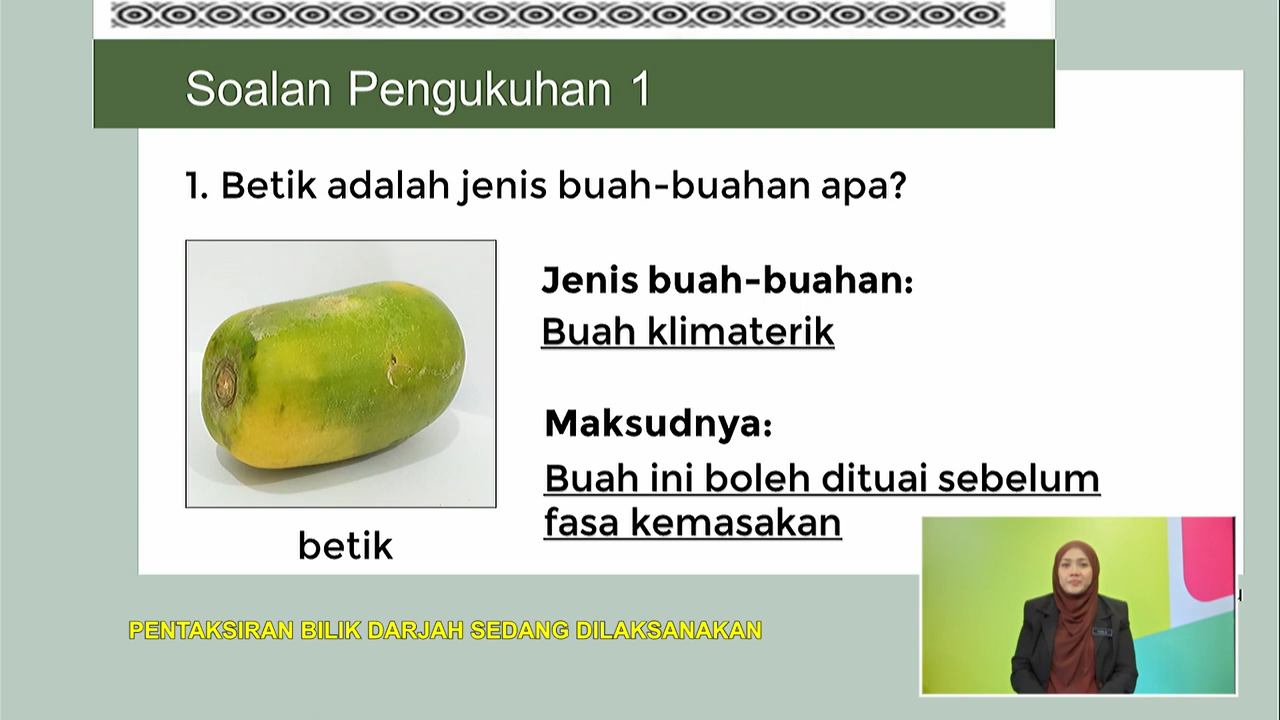 Soalan Pengukuhan 1
1. Betik adalah jenis buah-buahan apa?
Jenis buah-buahan:
Buah klimaterik
Maksudnya:
Buah ini boleh dituai sebelum
fasa kemasakan
betik
PENTAKSIRAN BILIK DARJAH SEDANG DILAKSANAKAN